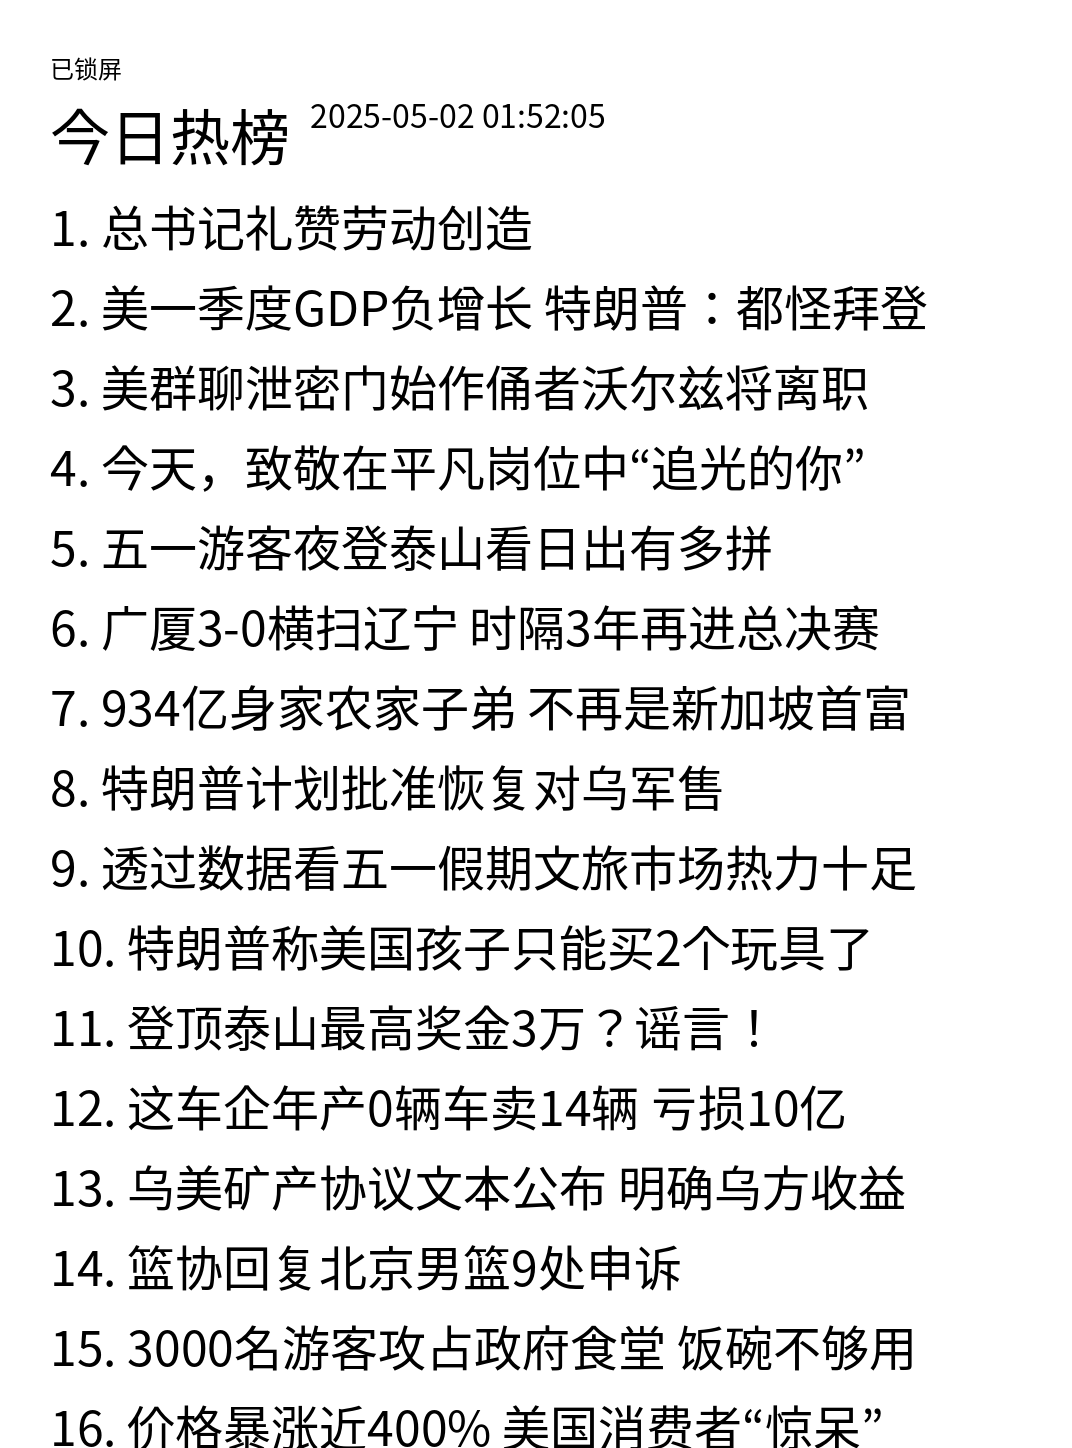 已锁屏
今日热榜 2025-05-02 01:52:05
1. 总书记礼赞劳动创造
2. 美一季度GDP负增长 特朗普：都怪拜登
3. 美群聊泄密门始作俑者沃尔兹将离职
4. 今天，致敬在平凡岗位中“追光的你”
5. 五一游客夜登泰山看日出有多拼
6. 广厦3-0横扫辽宁 时隔3年再进总决赛
7. 934亿身家农家子弟 不再是新加坡首富
8. 特朗普计划批准恢复对乌军售
9. 透过数据看五一假期文旅市场热力十足
10. 特朗普称美国孩子只能买2个玩具了
11. 登顶泰山最高奖金3万？谣言！
12. 这车企年产0辆车卖14辆 亏损10亿
13. 乌美矿产协议文本公布 明确乌方收益
14. 篮协回复北京男篮9处申诉
15. 3000名游客攻占政府食堂 饭碗不够用
16. 价格暴涨近400% 美国消费者“惊呆”